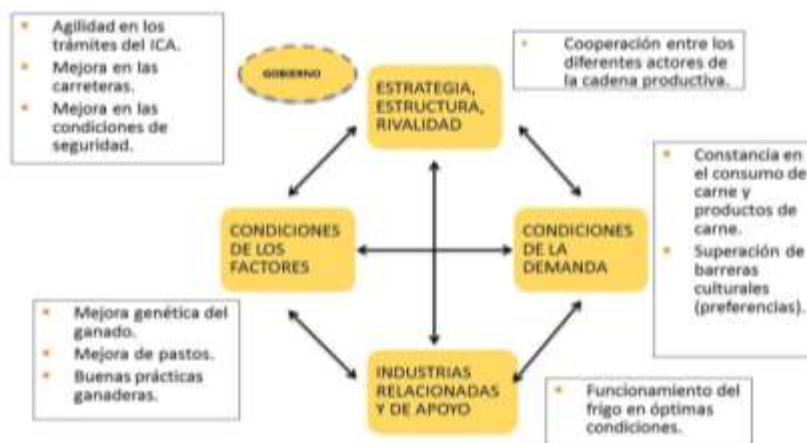 Agilidad en los
trámites del ICA.
Mejora en las
carreteras.
Mejora en las
condiciones de
seguridad.
GOBIERNO
ESTRATEGIA,
ESTRUCTURA,
RIVALIDAD
Cooperación entre los
diferentes actores de
la cadena productiva.
CONDICIONES
DE LOS
FACTORES
CONDICIONES
DE LA
DEMANDA
Constancia en
el consumo de
carne y
productos de
carne.
Superación de
barreras
culturales
(preferencias).
Mejora genética del
ganado.
Mejora de pastos.
Buenas prácticas
ganaderas.
INDUSTRIAS
RELACIONADAS
Y DE APOYO
Funcionamiento del
frigo en óptimas
condiciones.